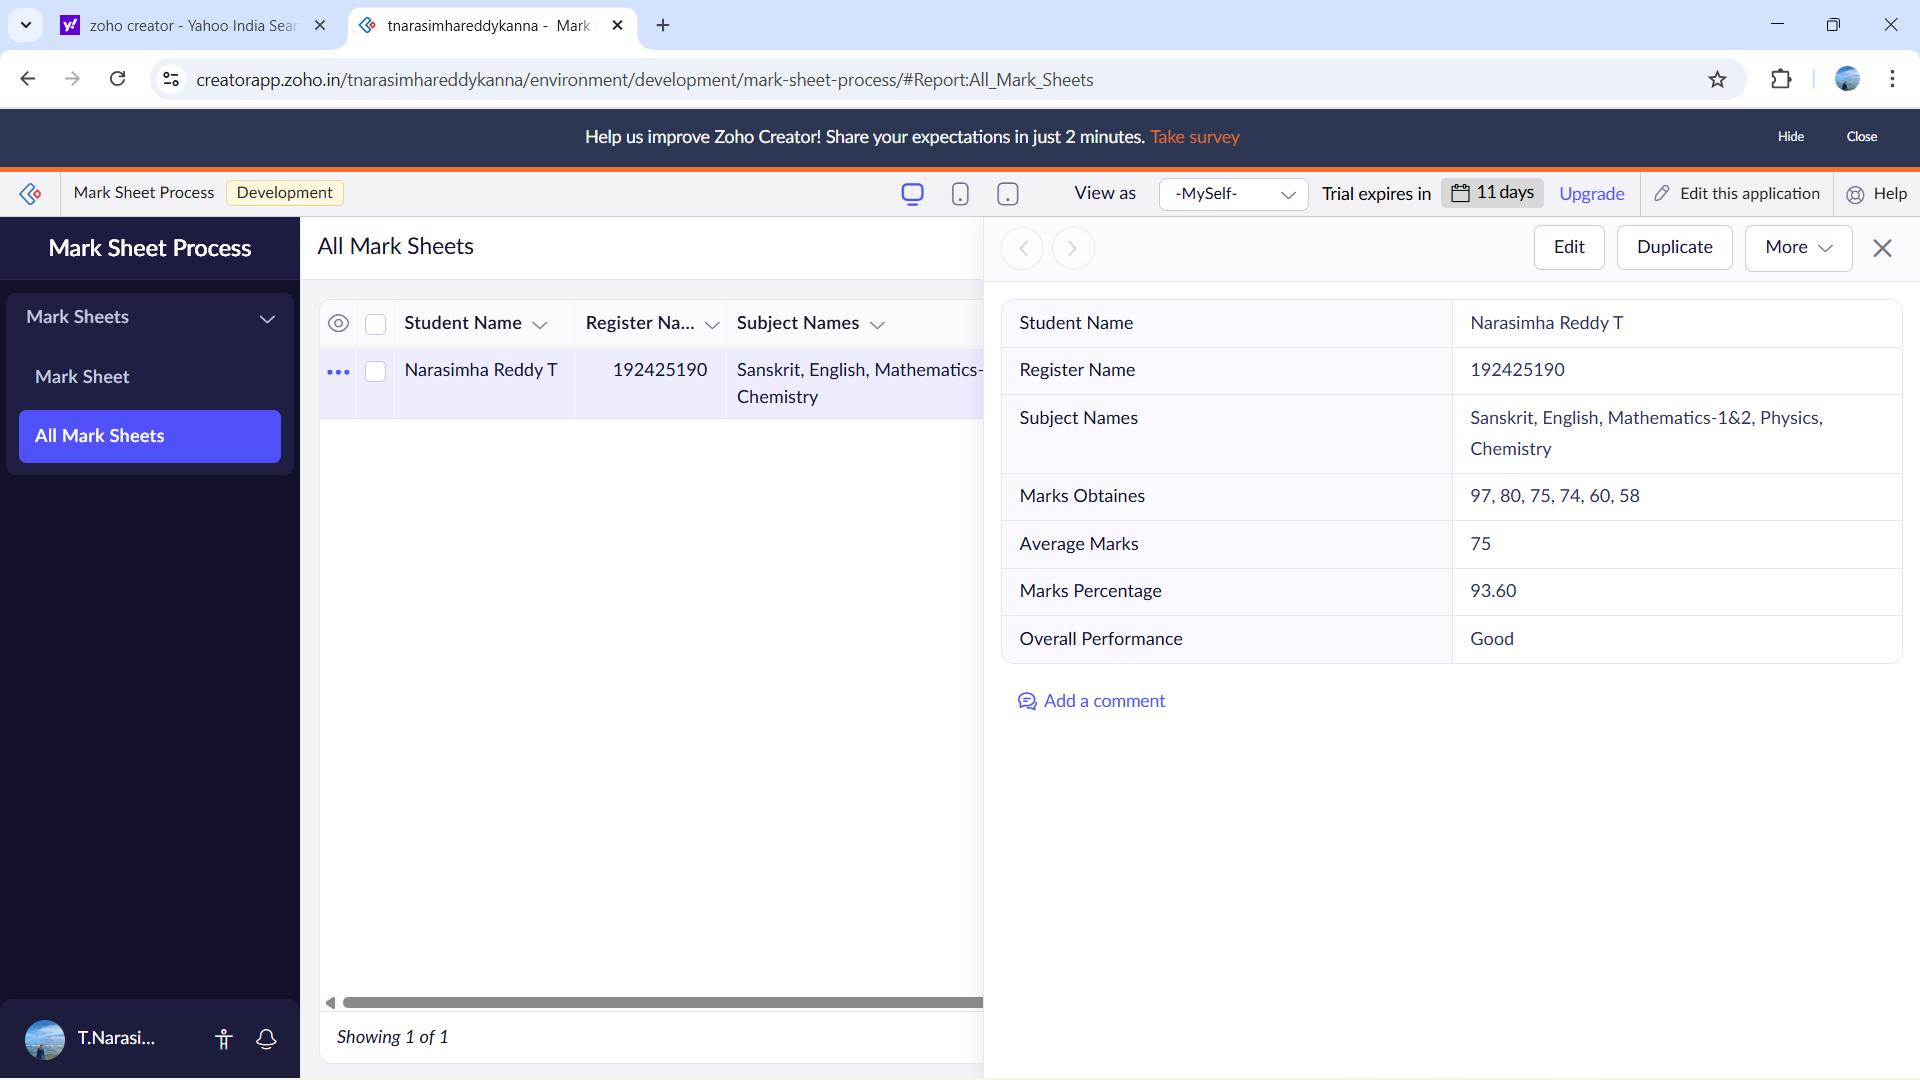 zoho creator - Yahoo India Sear
tnarasimhareddykanna - Mark
creatorapp.zoho.in/tnarasimhareddykanna/environment/development/mark-sheet-process/#Report:All_Mark_Sheets
Help us improve Zoho Creator! Share your expectations in just 2 minutes. Take survey
Hide
Close
Mark Sheet Process
Development
View as
-MySelf-
Trial expires in
11 days
Upgrade
Edit this application
Help
Mark Sheet Process
Mark Sheets
Mark Sheet
All Mark Sheets
T.Narasi...
All Mark Sheets
Student Name
Register Na...
Subject Names
Narasimha Reddy T
192425190
Sanskrit, English, Mathematics-
Chemistry
Showing 1 of 1
Edit
Duplicate
More
Student Name
Narasimha Reddy T
Register Name
192425190
Subject Names
Sanskrit, English, Mathematics-1&2, Physics,
Chemistry
Marks Obtaines
97, 80, 75, 74, 60, 58
Average Marks
75
Marks Percentage
93.60
Overall Performance
Good
Add a comment